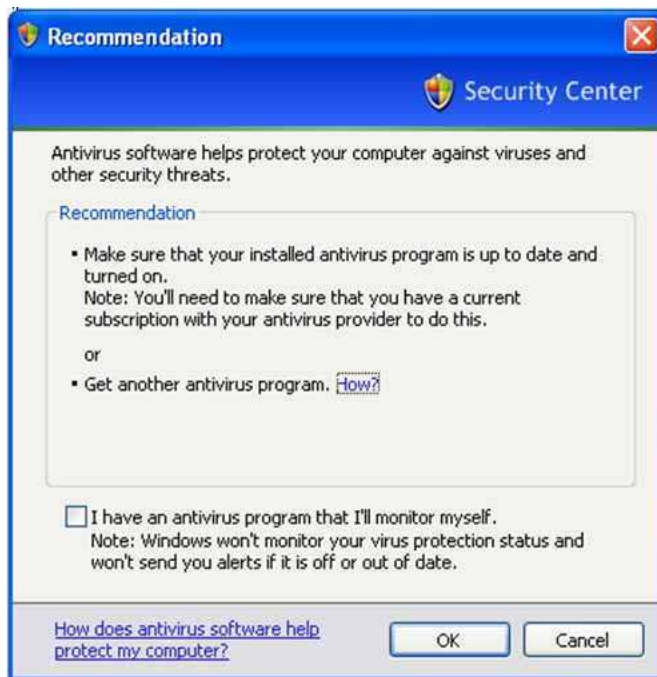 Recommendation
Security Center
Antivirus software helps protect your computer against viruses and
other security threats.
Recommendation
▪ Make sure that your installed antivirus program is up to date and
turned on.
Note: You'll need to make sure that you have a current
subscription with your antivirus provider to do this.
or
▪ Get another antivirus program. How?
I have an antivirus program that I'll monitor myself.
Note: Windows won't monitor your virus protection status and
won't send you alerts if it is off or out of date.
How does antivirus software help
protect my computer?
OK
Cancel